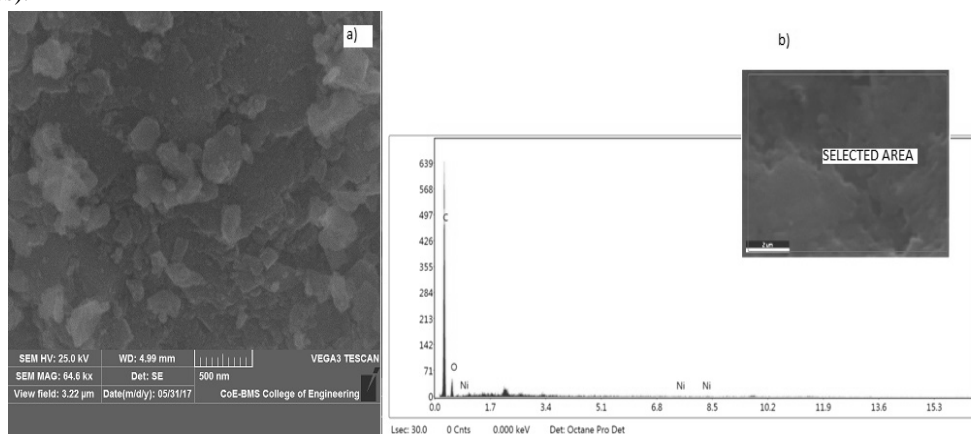 a)
SEM HV: 25.0 kV WD: 4.99 mm VEGA3 TESCAN
SEM MAG: 64.6 kx Det: SE 500 nm
View field: 3.22 µm Date(m/d/y): 05/31/17 CoE-BMS College of Engineering
b)
SELECTED AREA
2 µm
639
568
497
C
426
355
284
213
142
71
O
Ni Ni Ni
0
0.0 1.7 3.4 5.1 6.8 8.5 10.2 11.9 13.6 15.3
Lsec: 30.0 0 Cnts 0.000 keV Det: Octane Pro Det